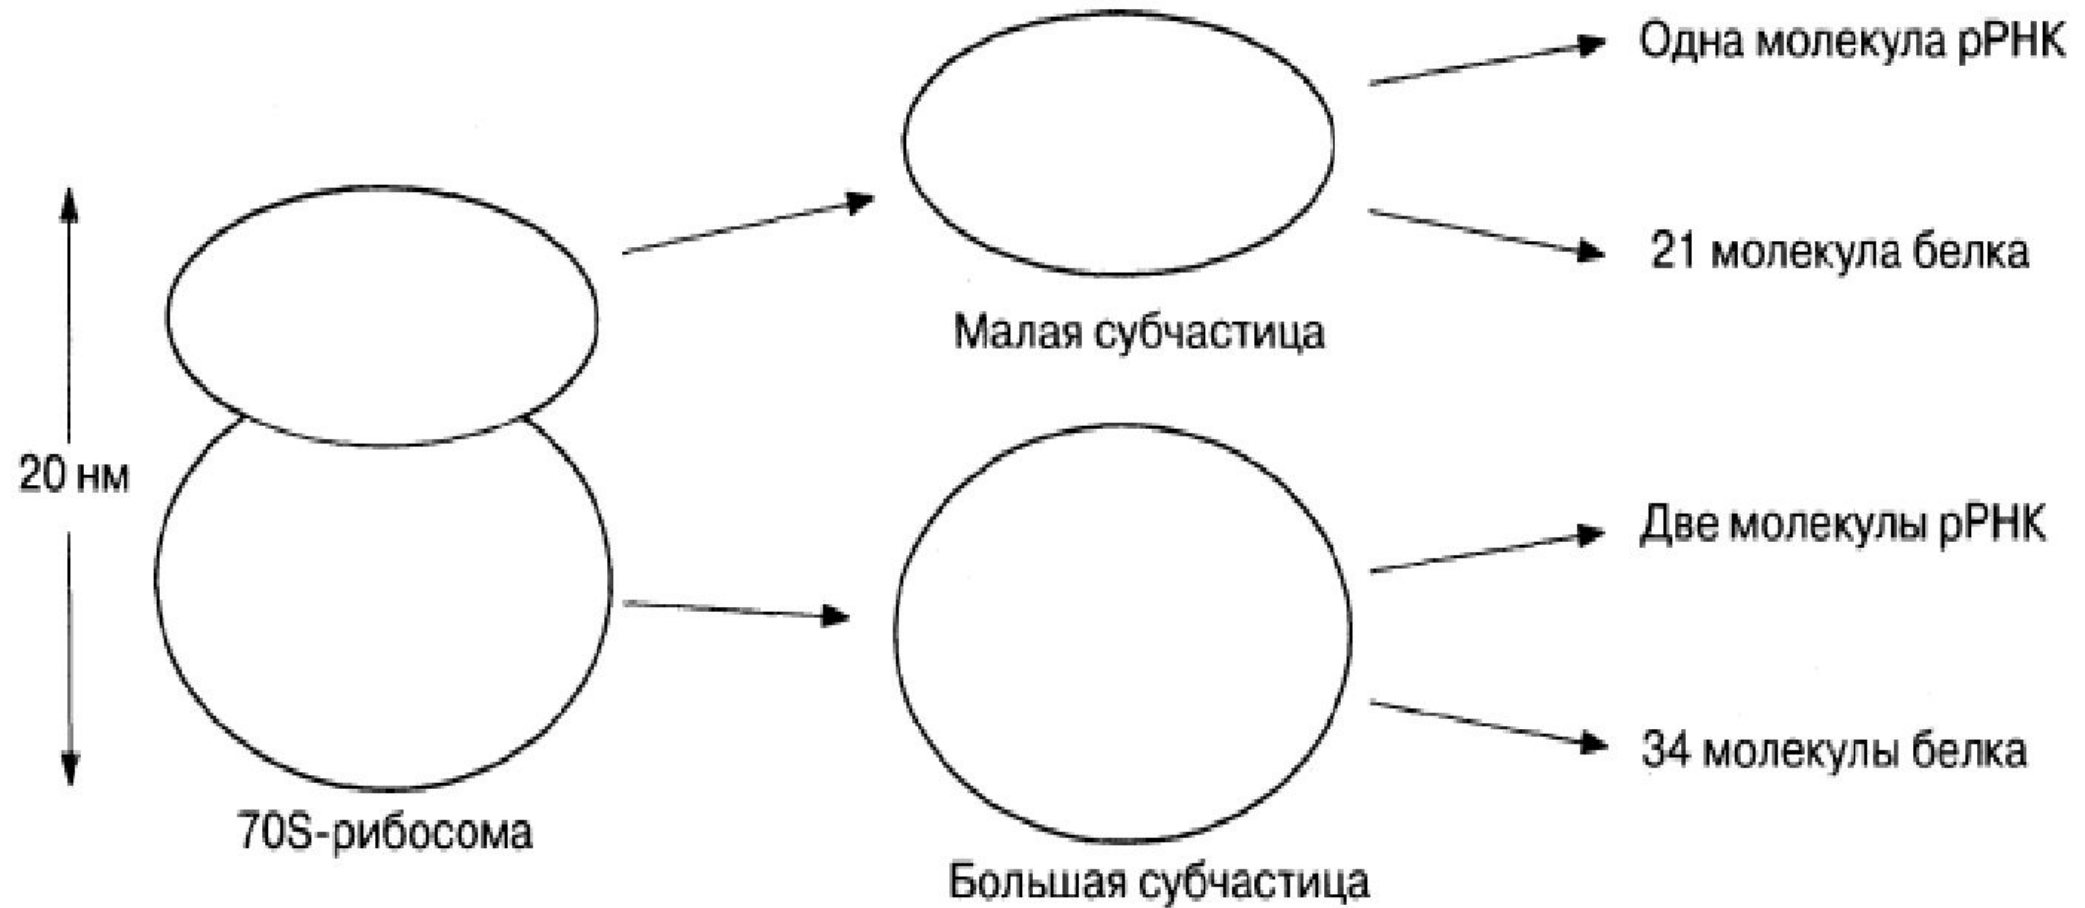 Одна молекула рРНК
21 молекула белка
Малая субчастица
20 нм
Две молекулы рРНК
34 молекулы белка
70S-рибосома
Большая субчастица